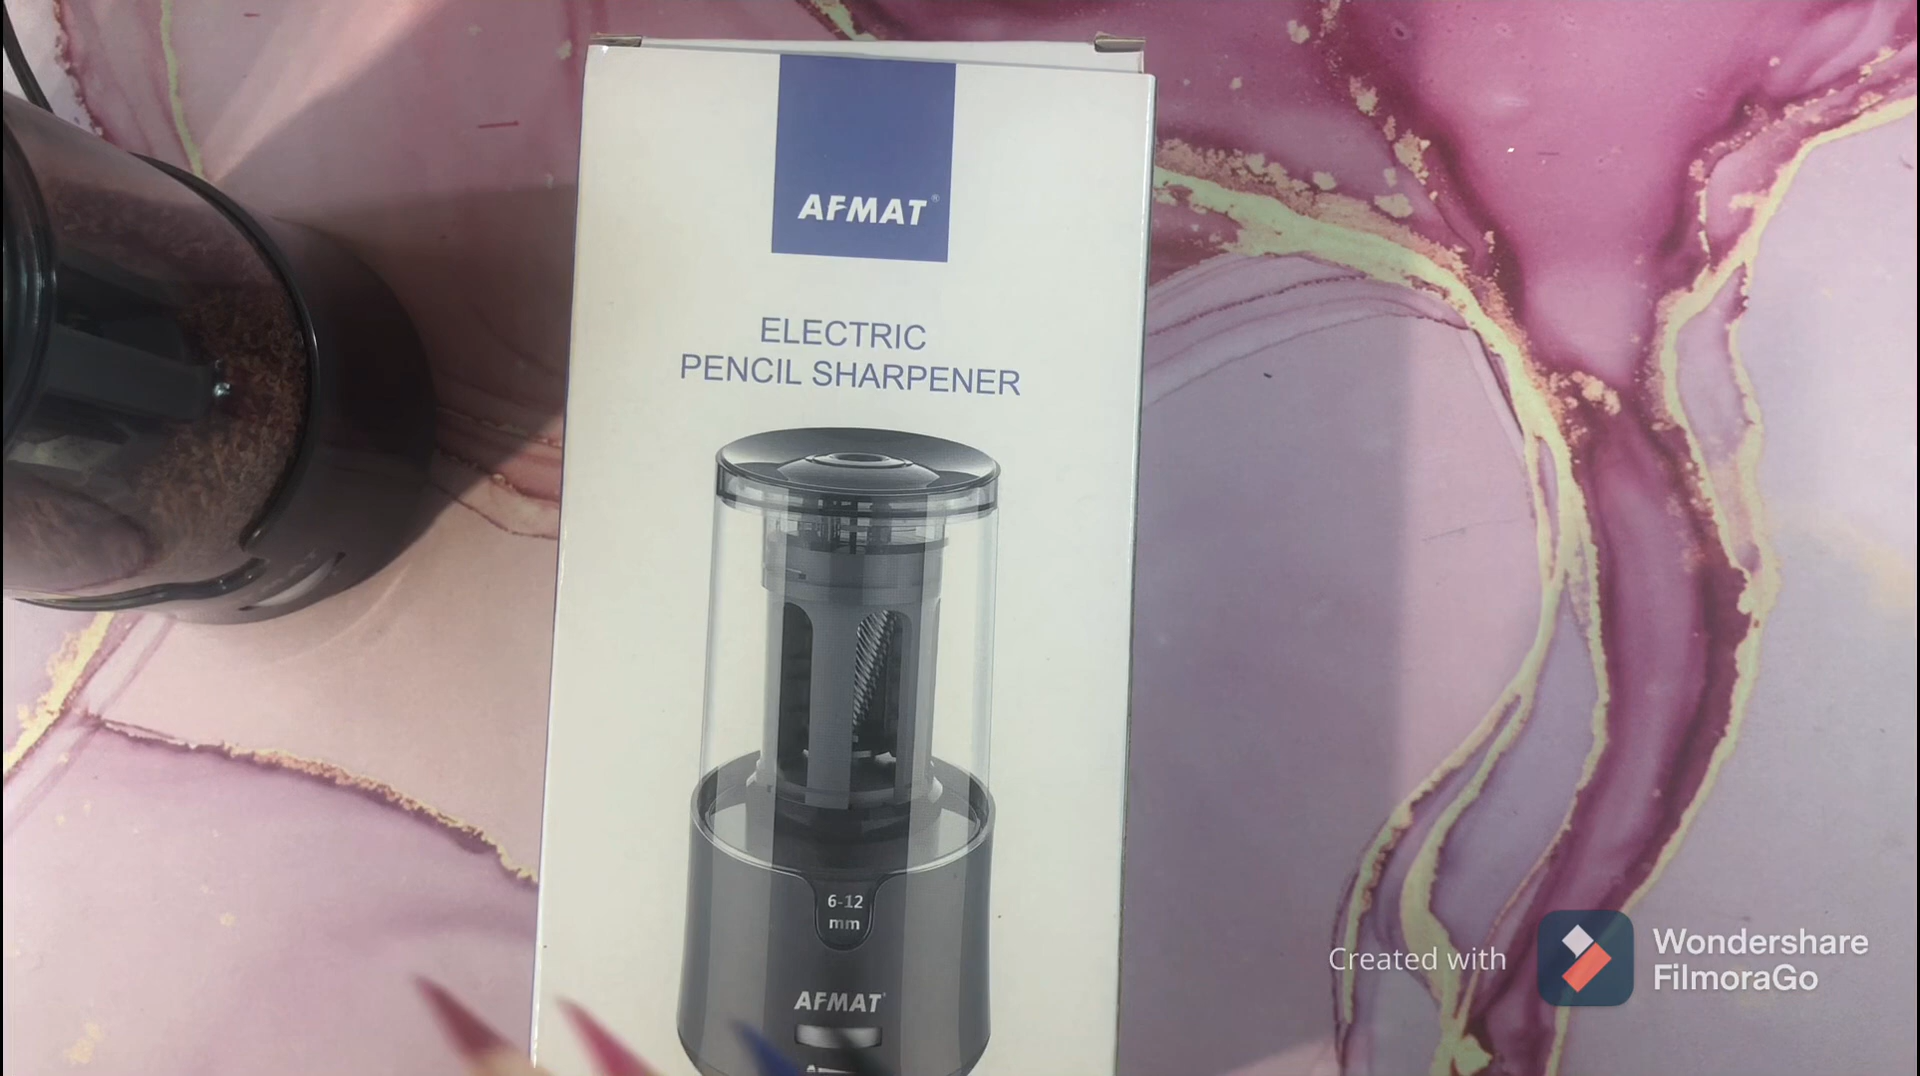 AFMAT®
ELECTRIC
PENCIL SHARPENER
6-12
mm
AFMAT
Created with
Wondershare
FilmoraGo